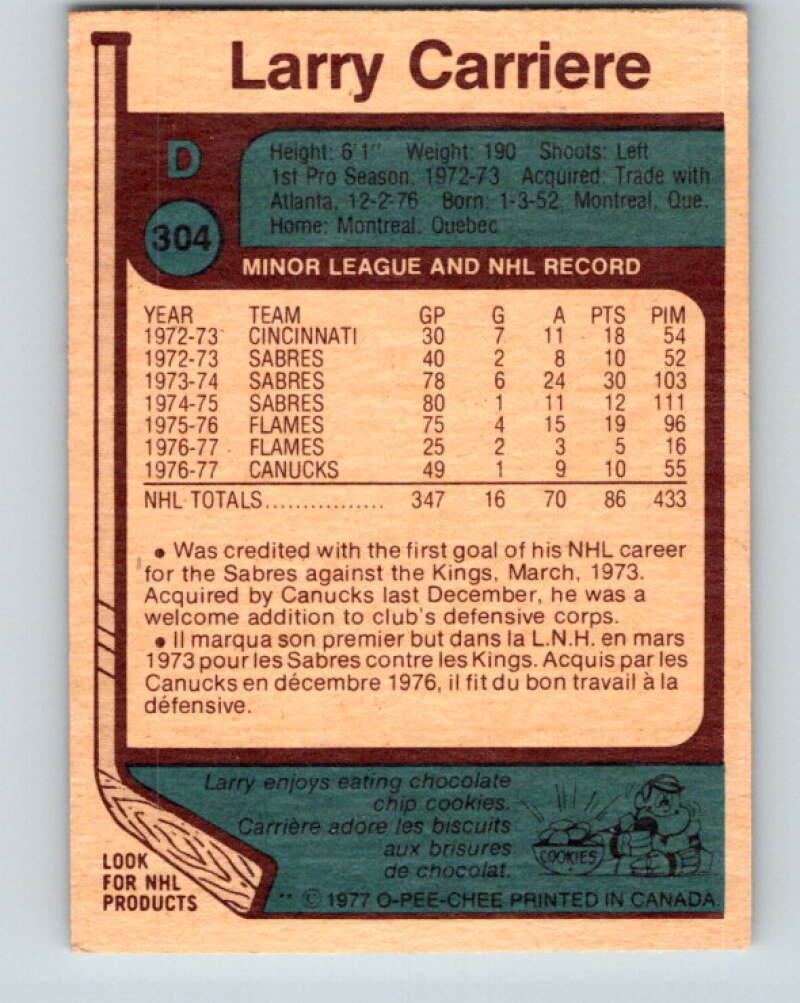 Larry Carriere
D
304
Height: 6'1" Weight: 190 Shoots: Left
1st Pro Season: 1972-73 Acquired: Trade with
Atlanta, 12-2-76 Born: 1-3-52, Montreal, Que.
Home: Montreal, Quebec
MINOR LEAGUE AND NHL RECORD
YEAR TEAM GP G A PTS PIM
1972-73 CINCINNATI 30 7 11 18 54
1972-73 SABRES 40 2 8 10 52
1973-74 SABRES 78 6 24 30 103
1974-75 SABRES 80 1 11 12 111
1975-76 FLAMES 75 4 15 19 96
1976-77 FLAMES 25 2 3 5 16
1976-77 CANUCKS 49 1 9 10 55
NHL TOTALS................ 347 16 70 86 433
• Was credited with the first goal of his NHL career
for the Sabres against the Kings, March, 1973.
Acquired by Canucks last December, he was a
welcome addition to club's defensive corps.
• Il marqua son premier but dans la L.N.H. en mars
1973 pour les Sabres contre les Kings. Acquis par les
Canucks en décembre 1976, il fit du bon travail à la
défensive.
Larry enjoys eating chocolate
chip cookies.
Carrière adore les biscuits
aux brisures
de chocolat.
COOKIES
LOOK
FOR NHL
PRODUCTS
** © 1977 O-PEE-CHEE PRINTED IN CANADA